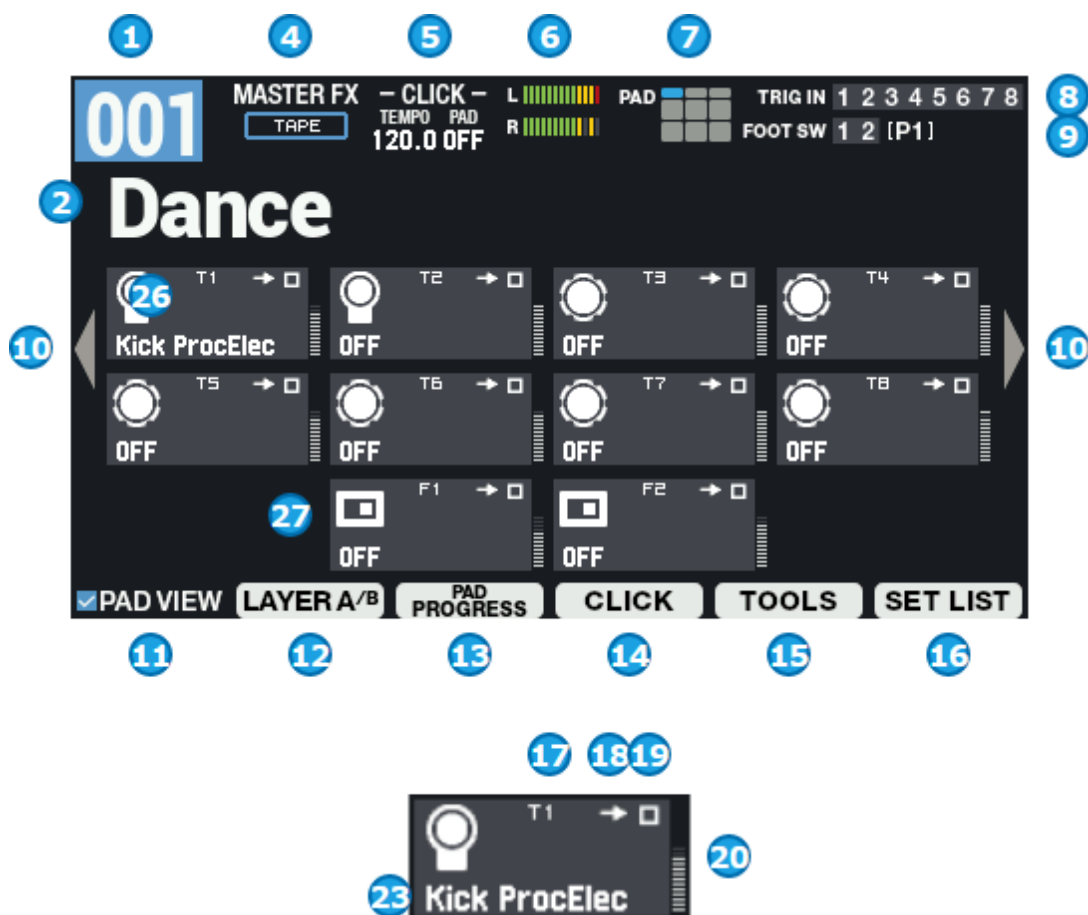 1 4 5 6 7
001 MASTER FX – CLICK – L PAD TRIG IN 1 2 3 4 5 6 7 8 8
TAPE TEMPO PAD R FOOT SW 1 2 [P1] 9
120.0 OFF
2 Dance
26 T1 T2 T3 T4
10 Kick ProcElec OFF OFF OFF 10
T5 T6 T7 T8
OFF OFF OFF OFF
27 F1 F2
OFF OFF
PAD VIEW LAYER A/B PAD PROGRESS CLICK TOOLS SET LIST
11 12 13 14 15 16
17 18 19
T1
20
23 Kick ProcElec